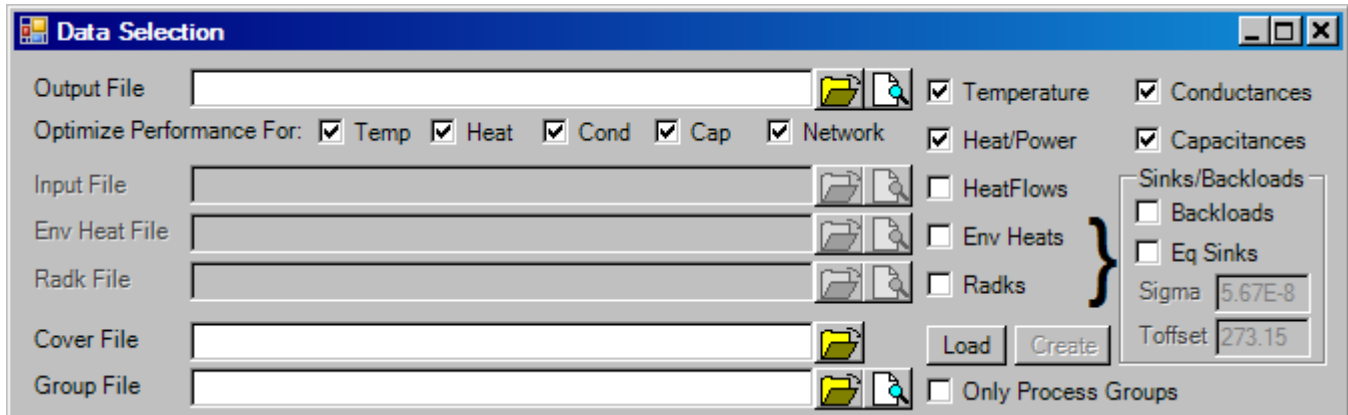 Data Selection
Output File Temperature Conductances
Optimize Performance For: Temp Heat Cond Cap Network Heat/Power Capacitances
Input File HeatFlows Sinks/Backloads
Backloads
Env Heat File Env Heats
Eq Sinks
Radk File Radks Sigma 5.67E-8
Cover File Load Create Toffset 273.15
Group File Only Process Groups